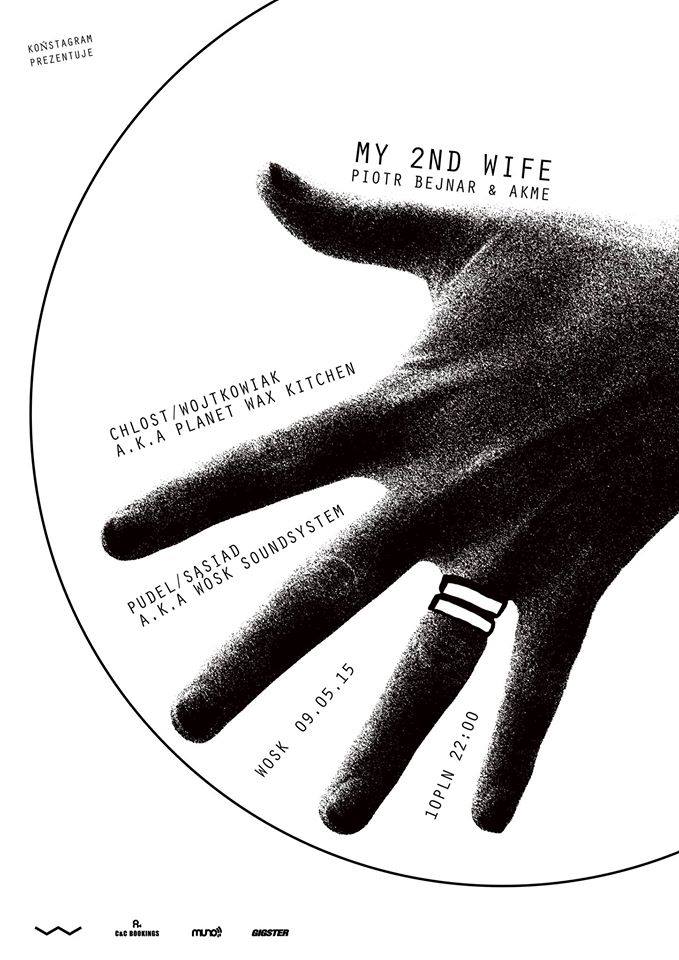 KOŃSTAGRAM
PREZENTUJE
MY 2ND WIFE
PIOTR BEJNAR & AKME
CHLOST/WOJTKOWIAK
A.K.A PLANET WAX KITCHEN
PUDEL/SASIAD
A.K.A WOSK SOUNDSYSTEM
WOSK 09.05.15
10PLN 22:00
C&C BOOKINGS
muno
GIGSTER